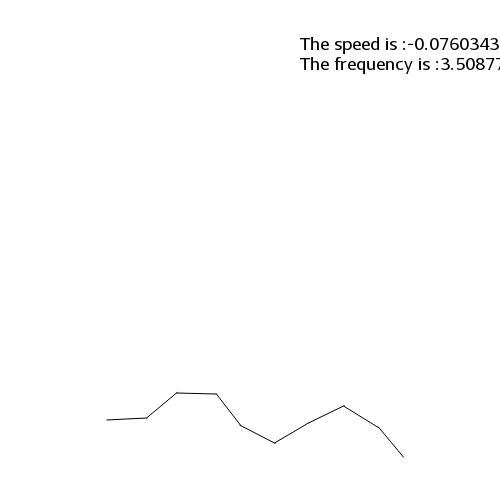 The speed is :-0.0760343
The frequency is :3.50877